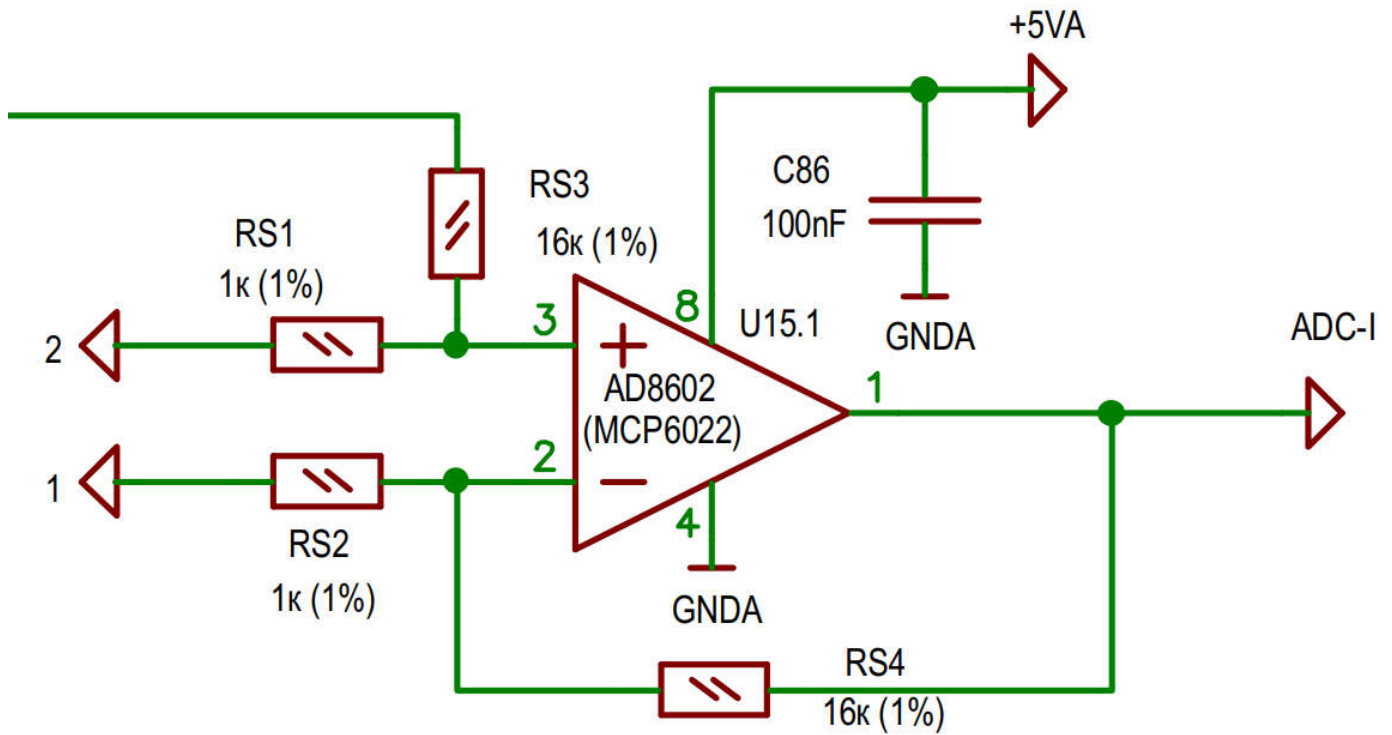 +5VA
C86
100nF
GNDA
RS3
16к (1%)
RS1
1к (1%)
2
3
8
U15.1
+
AD8602
(MCP6022)
1
ADC-I
1
2
−
4
GNDA
RS2
1к (1%)
RS4
16к (1%)